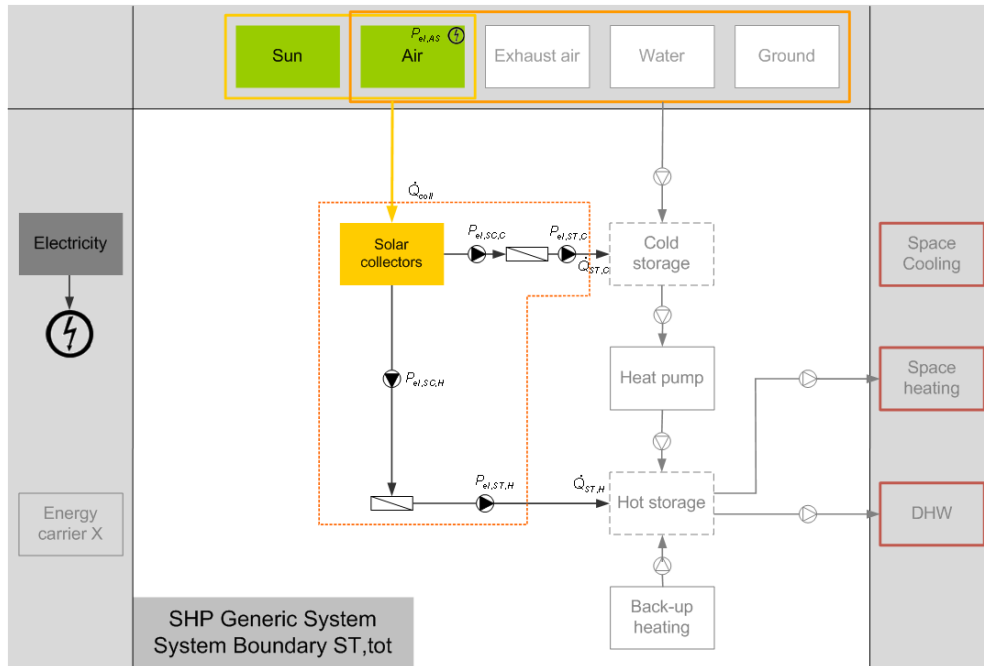 P_el,AS
Sun
Air
Exhaust air
Water
Ground
Q̇_coll
Electricity
Solar
collectors
P_el,SC,C
P_el,ST,C
Q̇_ST,C
Cold
storage
Space
Cooling
P_el,SC,H
Heat pump
Space
heating
P_el,ST,H
Q̇_ST,H
Hot storage
DHW
Energy
carrier X
Back-up
heating
SHP Generic System
System Boundary ST,tot